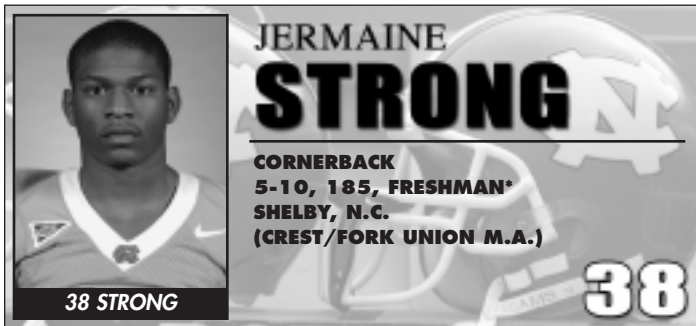 JERMAINE
STRONG
CORNERBACK
5-10, 185, FRESHMAN*
SHELBY, N.C.
(CREST/FORK UNION M.A.)
38 STRONG
38